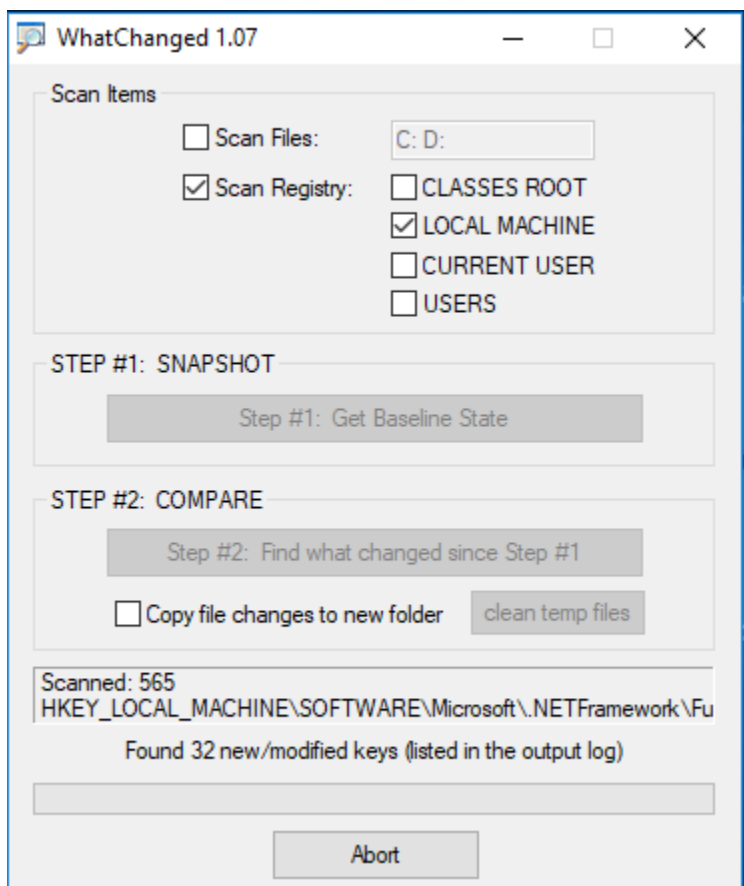 WhatChanged 1.07
Scan Items
Scan Files: C: D:
Scan Registry: CLASSES ROOT
LOCAL MACHINE
CURRENT USER
USERS
STEP #1: SNAPSHOT
Step #1: Get Baseline State
STEP #2: COMPARE
Step #2: Find what changed since Step #1
Copy file changes to new folder clean temp files
Scanned: 565
HKEY_LOCAL_MACHINE\SOFTWARE\Microsoft\.NETFramework\Fu
Found 32 new/modified keys (listed in the output log)
Abort